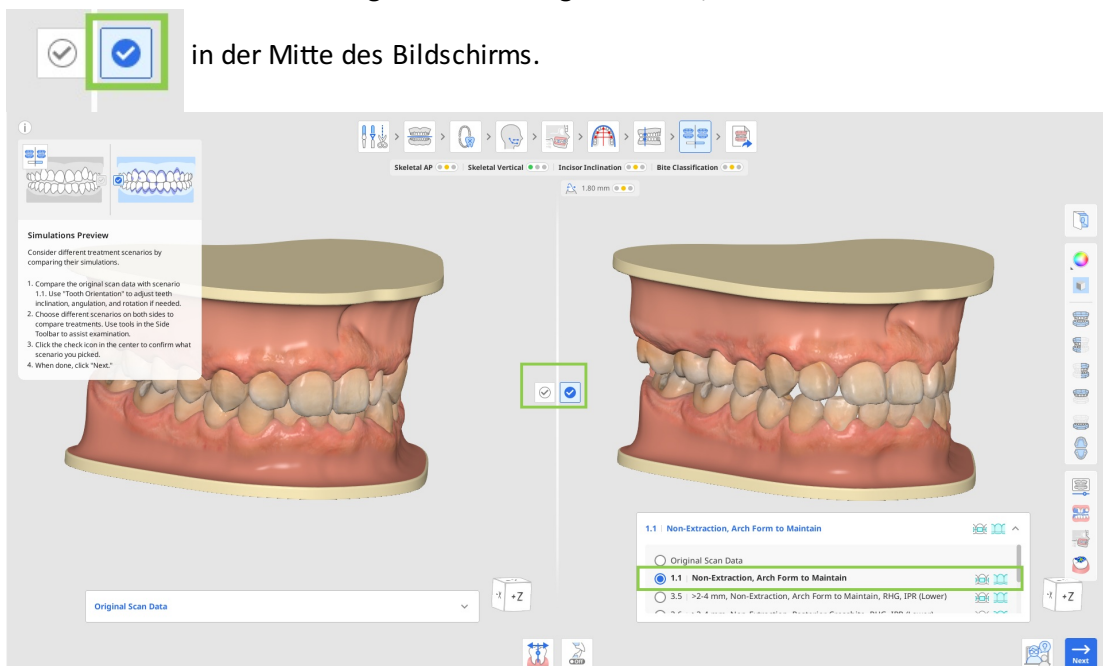 in der Mitte des Bildschirms.
Skeletal AP Skeletal Vertical Incisor Inclination Bite Classification
1.80 mm
Simulations Preview
Consider different treatment scenarios by
comparing their simulations.
1. Compare the original scan data with scenario
1.1. Use "Tooth Orientation" to adjust teeth
inclination, angulation, and rotation if needed.
2. Choose different scenarios on both sides to
compare treatments. Use tools in the Side
Toolbar to assist examination.
3. Click the check icon in the center to confirm what
scenario you picked.
4. When done, click "Next."
1.1 | Non-Extraction, Arch Form to Maintain
Original Scan Data
1.1 | Non-Extraction, Arch Form to Maintain
3.5 | >2-4 mm, Non-Extraction, Arch Form to Maintain, RHG, IPR (Lower)
Original Scan Data
+Z
+Z
OFF
Next